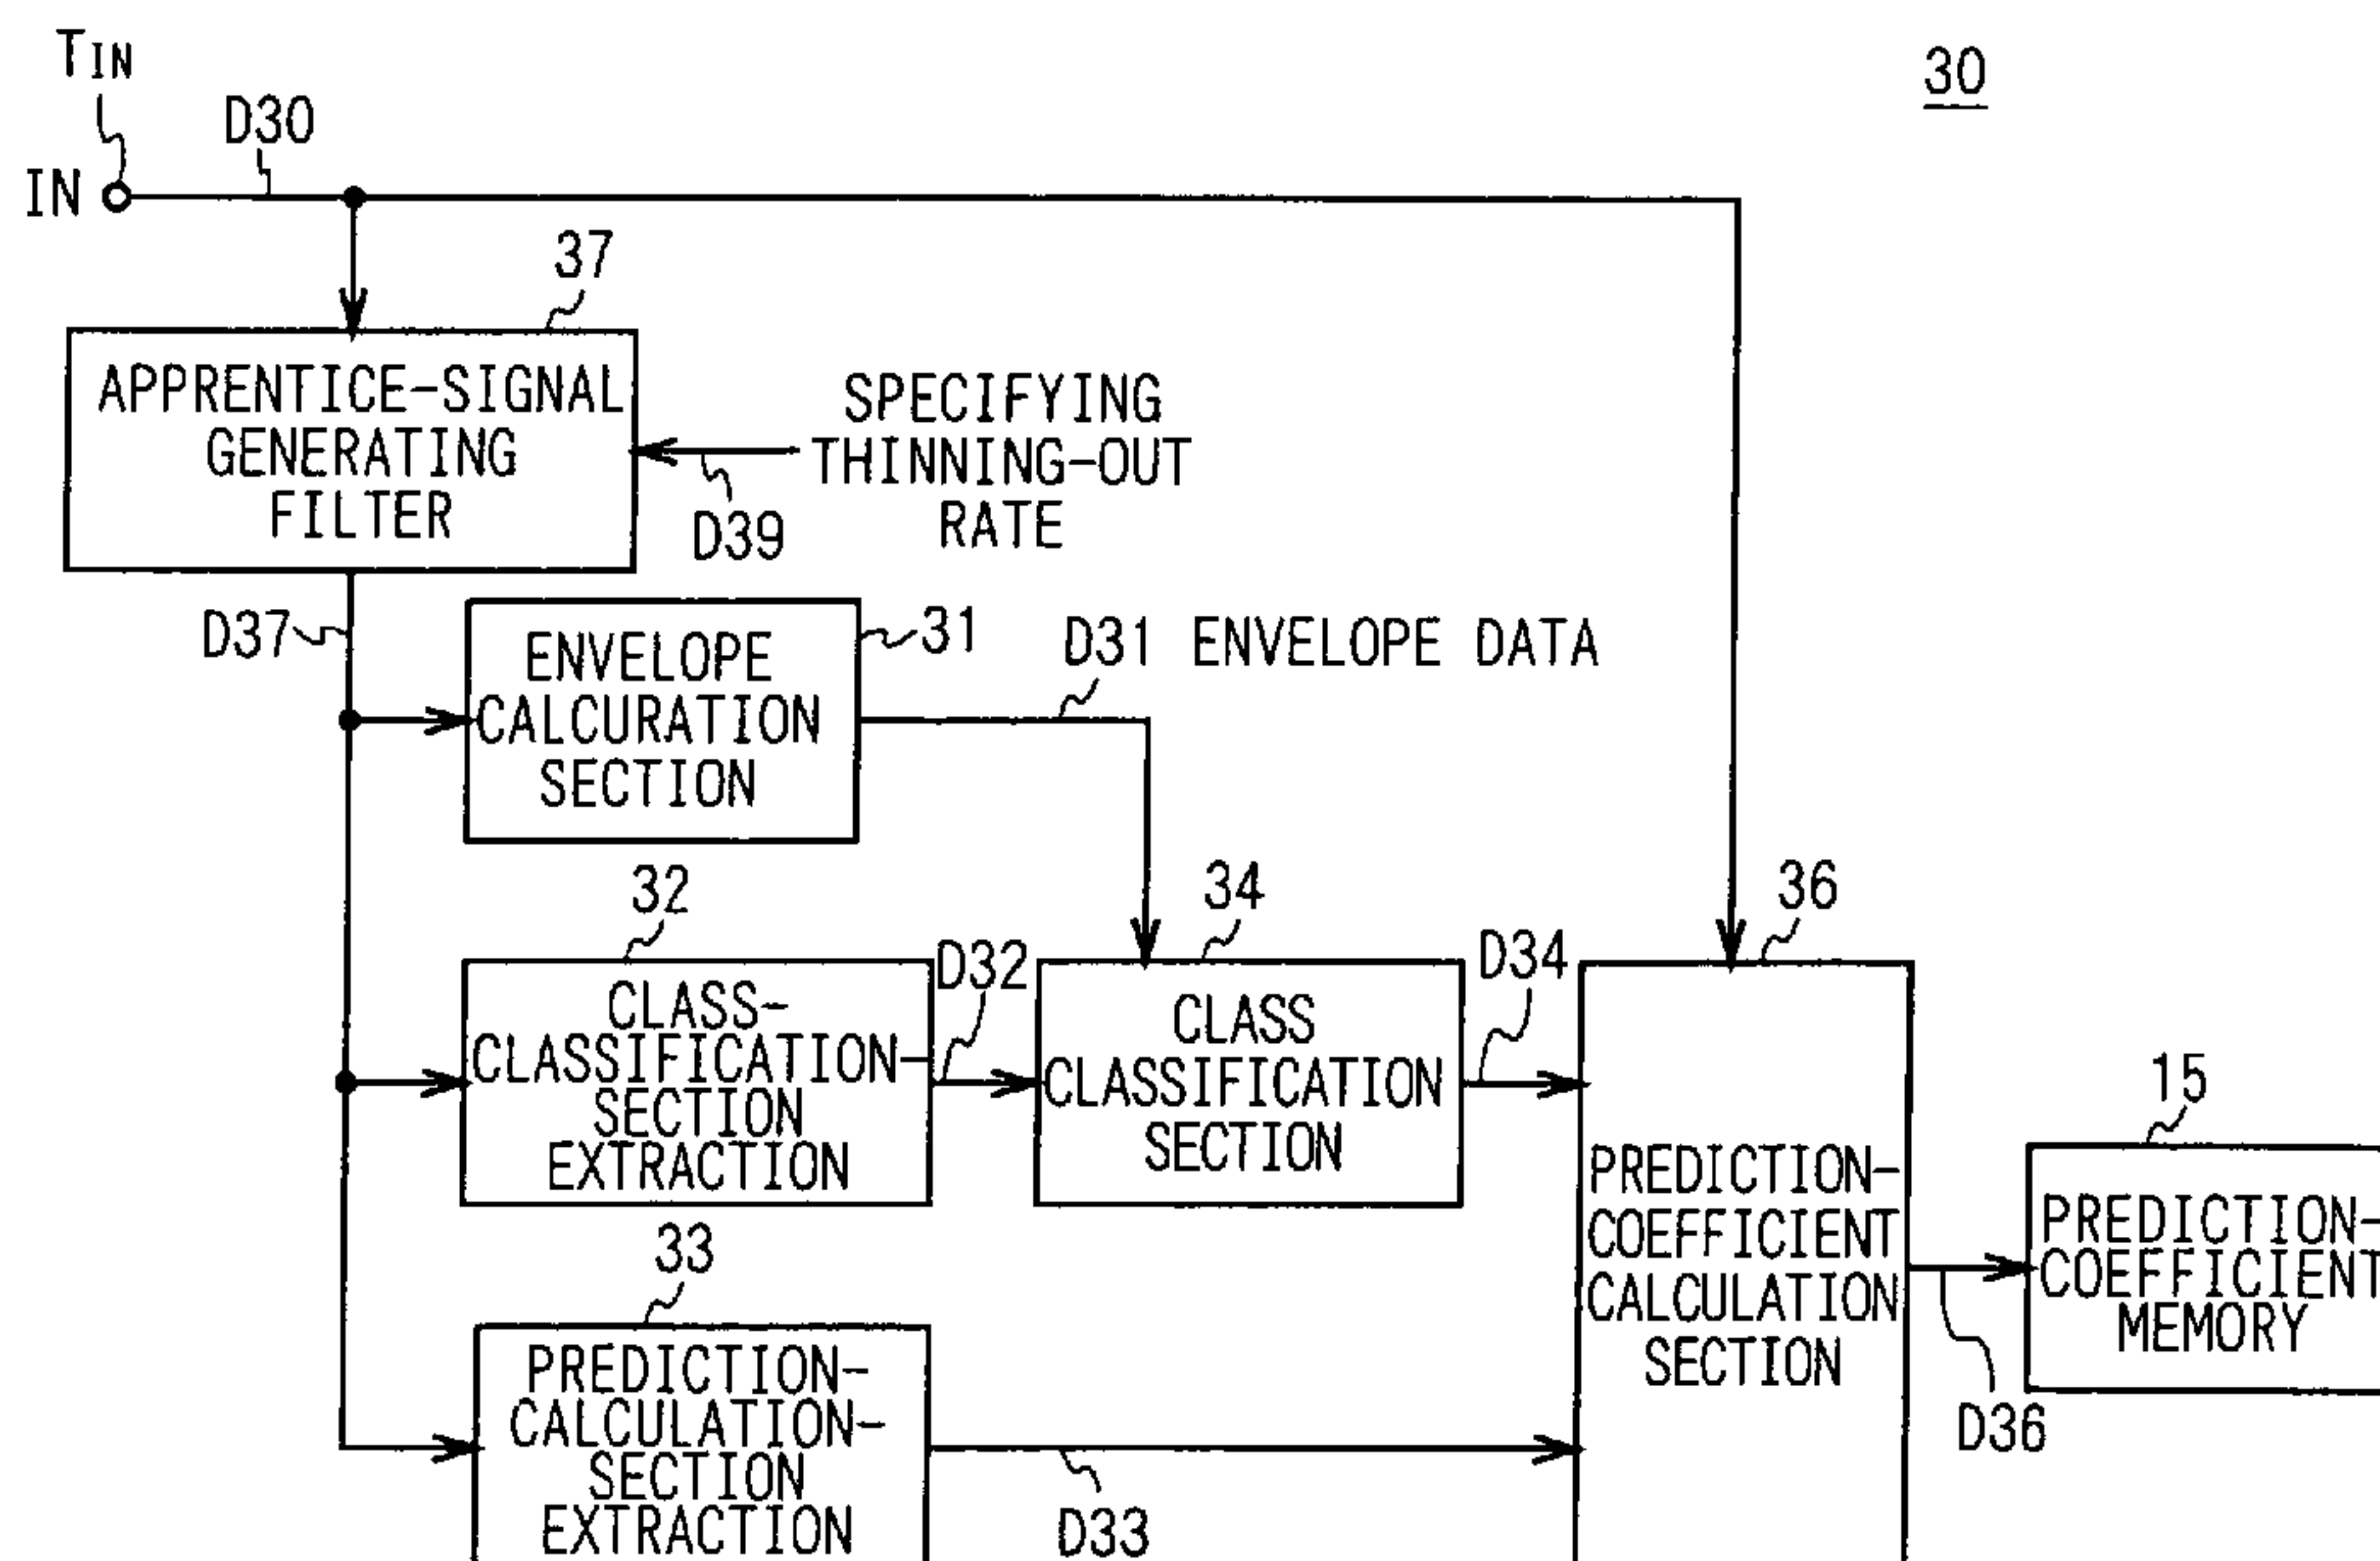 TIN
30
D30
IN
37
APPRENTICE-SIGNAL
GENERATING
FILTER
SPECIFYING
THINNING-OUT
RATE
D39
D37
31
ENVELOPE
CALCURATION
SECTION
D31 ENVELOPE DATA
32
CLASS-
CLASSIFICATION-
SECTION
EXTRACTION
D32
34
CLASS
CLASSIFICATION
SECTION
D34
36
PREDICTION-
COEFFICIENT
CALCULATION
SECTION
15
PREDICTION-
COEFFICIENT
MEMORY
D36
33
PREDICTION-
CALCULATION-
SECTION
EXTRACTION
D33